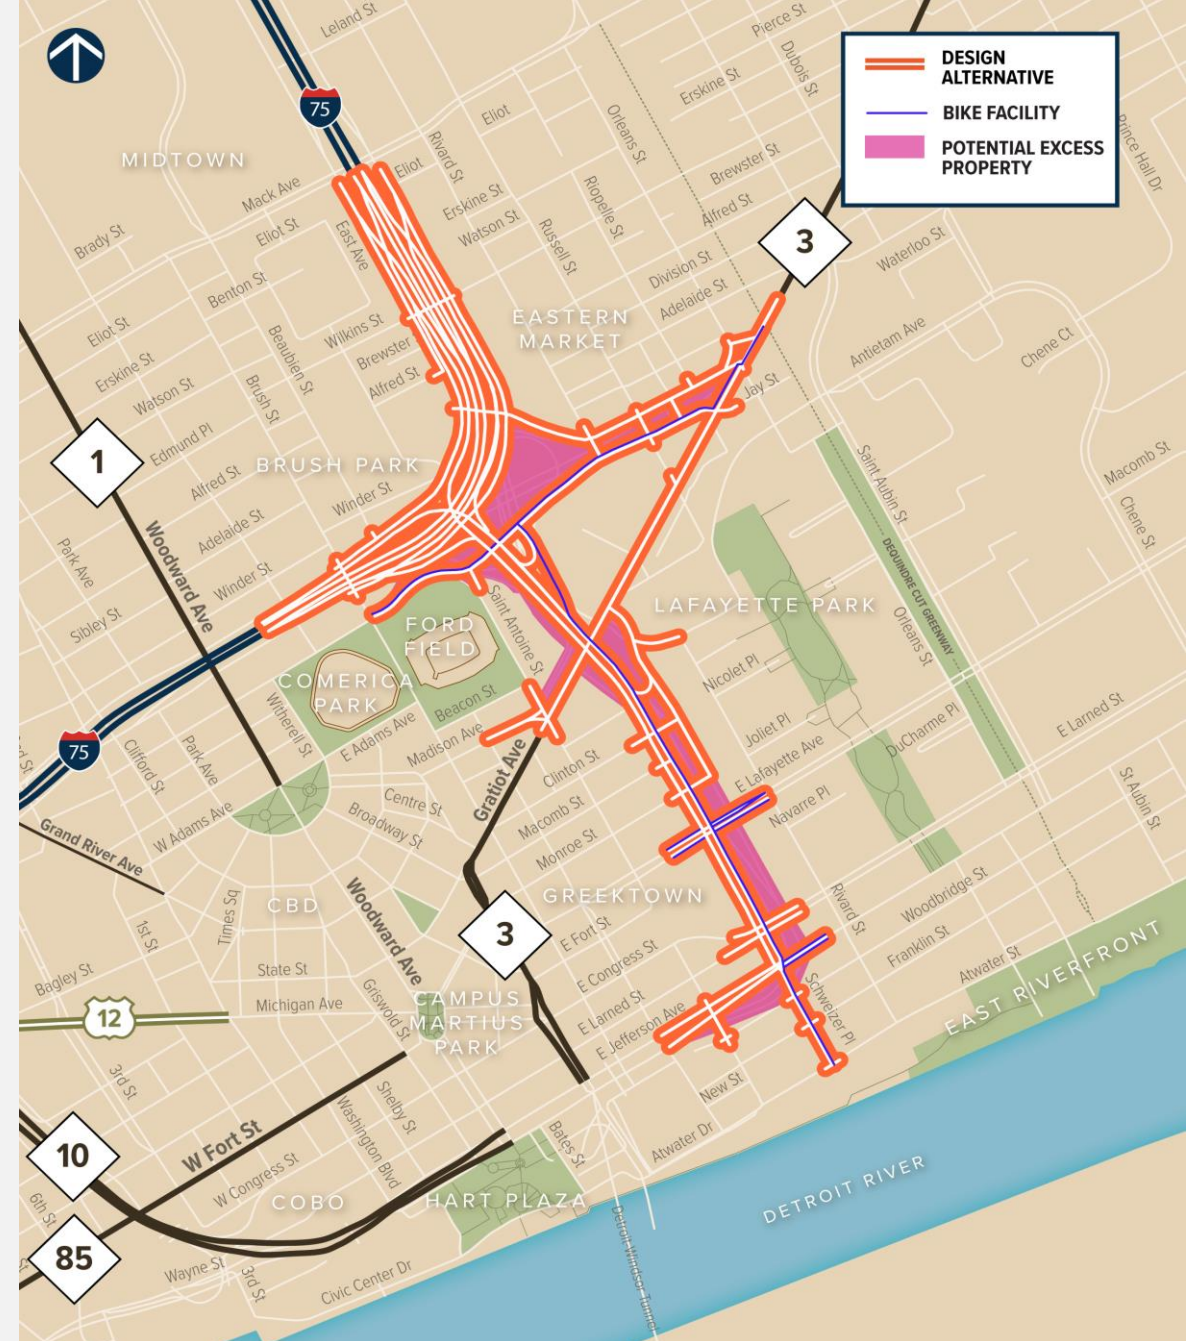 Leland St
Pierce St
Dubois St
DESIGN
ALTERNATIVE
BIKE FACILITY
POTENTIAL EXCESS
PROPERTY
75
Erskine St
Eliot
Orleans St
Prince Hall Dr
MIDTOWN
Rivard St
Brewster St
Eliot
Mack Ave
Erskine St
Riopelle St
Alfred St
Brady St
Eliot St
East Ave
Watson St
Russell St
3
Waterloo St
Division St
Benton St
Adelaide St
EASTERN
MARKET
Eliot St
Wilkins St
Antietam Ave
Chene Ct
Beaubien St
Brewster
Erskine St
Alfred St
Jay St
Watson St
Brush St
Edmund Pl
1
BRUSH PARK
Macomb St
Alfred St
Winder St
Saint Aubin St
Adelaide St
Chene St
Park Ave
Woodward Ave
Winder St
DEQUINDRE CUT GREENWAY
LAFAYETTE PARK
Sibley St
Saint Antoine St
Orleans St
FORD
FIELD
COMERICA
PARK
Nicolet Pl
Beacon St
Witherell St
E Adams Ave
Madison Ave
Joliet Pl
DuCharme Pl
E Larned St
75
Clifford St
Park Ave
E Lafayette Ave
Gratiot Ave
Clinton St
Navarre Pl
St Aubin St
Centre St
Broadway St
Macomb St
W Adams Ave
Grand River Ave
Monroe St
GREEKTOWN
Woodward Ave
CBD
Times Sq
1st St
Rivard St
Woodbridge St
3
E Fort St
Franklin St
E Congress St
Atwater St
EAST RIVERFRONT
Bagley St
State St
Michigan Ave
Griswold St
CAMPUS
MARTIUS
PARK
E Larned St
E Jefferson Ave
Schweizer Pl
12
3rd St
New St
Shelby St
Washington Blvd
W Fort St
Bates St
Atwater Dr
10
W Congress St
6th St
COBO
HART PLAZA
DETROIT RIVER
85
Wayne St
3rd St
Civic Center Dr
Detroit Windsor Tunnel